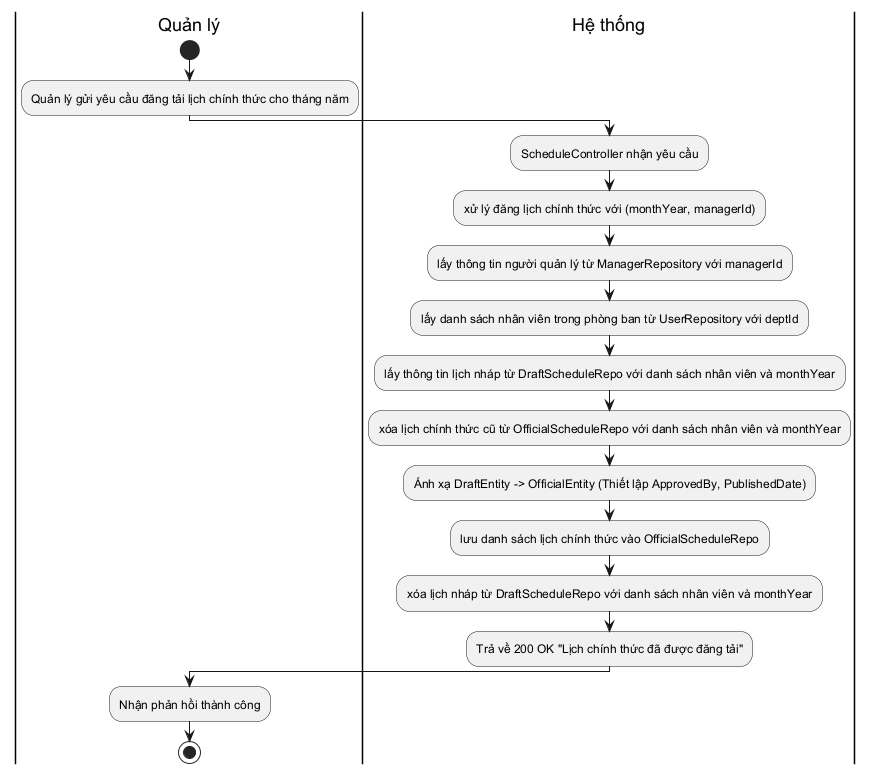 Quản lý
Hệ thống
Quản lý gửi yêu cầu đăng tải lịch chính thức cho tháng năm
ScheduleController nhận yêu cầu
xử lý đăng lịch chính thức với (monthYear, managerId)
lấy thông tin người quản lý từ ManagerRepository với managerId
lấy danh sách nhân viên trong phòng ban từ UserRepository với deptId
lấy thông tin lịch nháp từ DraftScheduleRepo với danh sách nhân viên và monthYear
xóa lịch chính thức cũ từ OfficialScheduleRepo với danh sách nhân viên và monthYear
Ánh xạ DraftEntity -> OfficialEntity (Thiết lập ApprovedBy, PublishedDate)
lưu danh sách lịch chính thức vào OfficialScheduleRepo
xóa lịch nháp từ DraftScheduleRepo với danh sách nhân viên và monthYear
Trả về 200 OK "Lịch chính thức đã được đăng tải"
Nhận phản hồi thành công